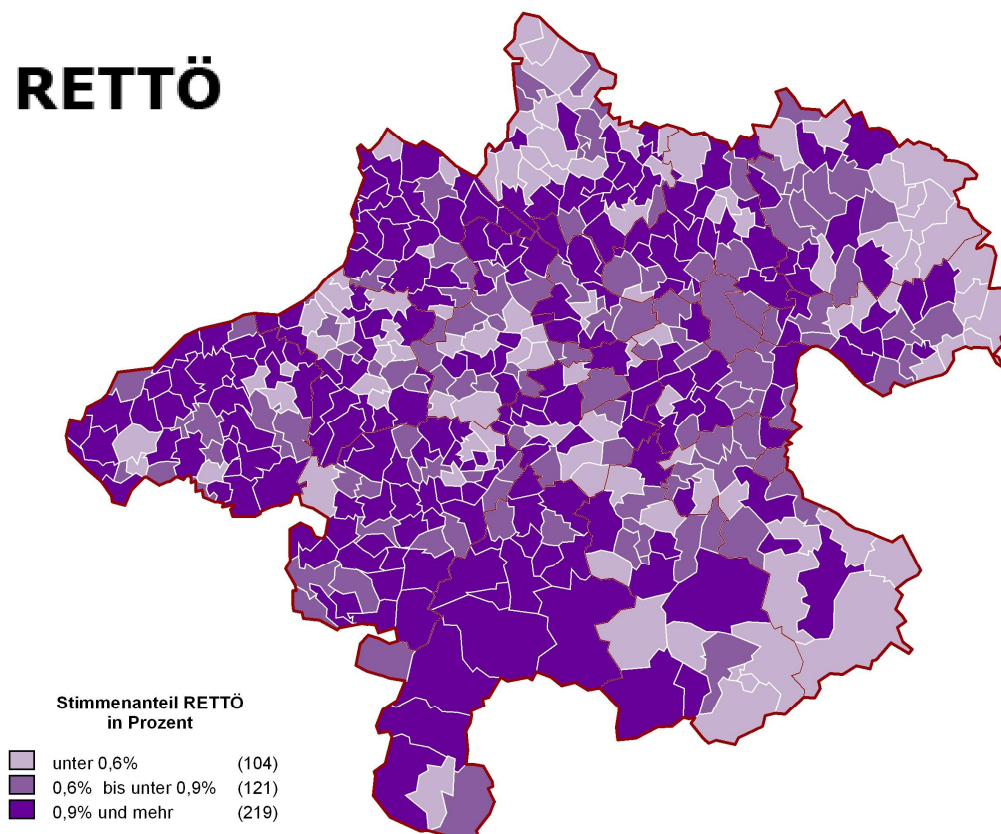 RETTÖ
Stimmenanteil RETTÖ
in Prozent
unter 0,6% (104)
0,6% bis unter 0,9% (121)
0,9% und mehr (219)